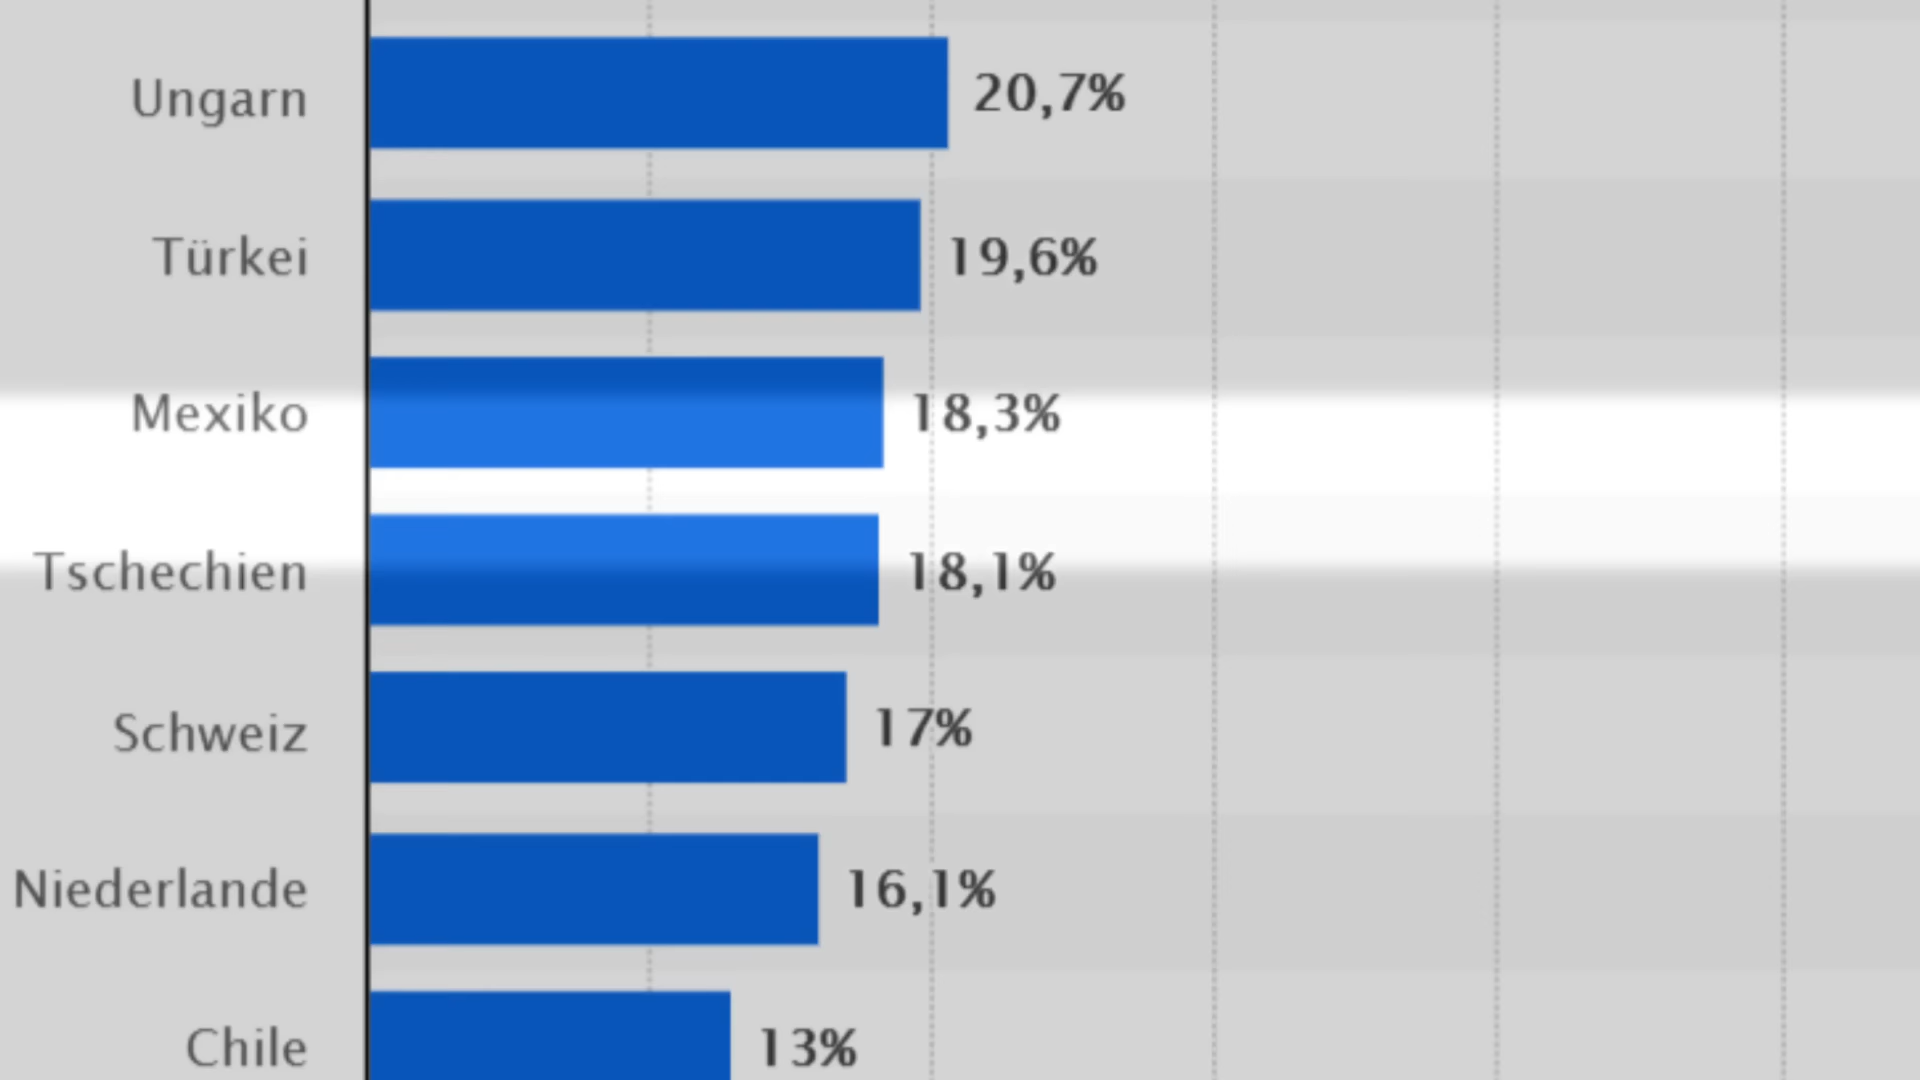 Ungarn 20,7%
Türkei 19,6%
Mexiko 18,3%
Tschechien 18,1%
Schweiz 17%
Niederlande 16,1%
Chile 13%